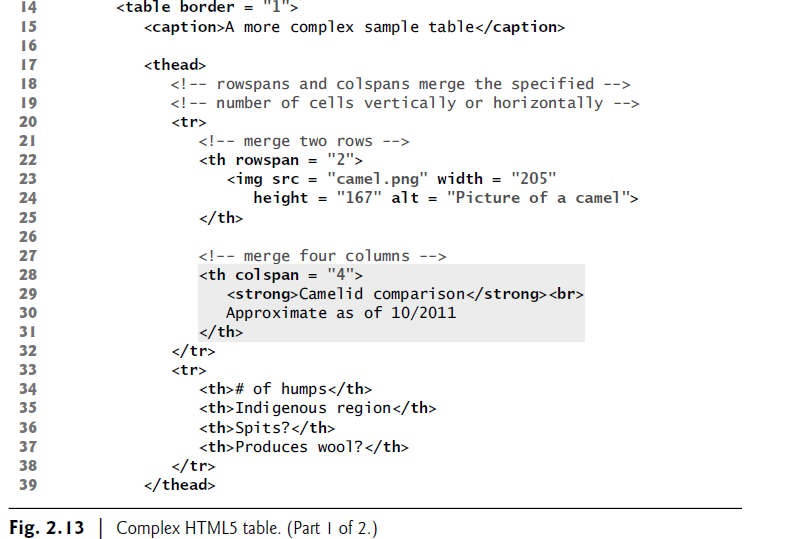 14 <table border = "1">
15 <caption>A more complex sample table</caption>
16
17 <thead>
18 <!-- rowspans and colspans merge the specified -->
19 <!-- number of cells vertically or horizontally -->
20 <tr>
21 <!-- merge two rows -->
22 <th rowspan = "2">
23 <img src = "camel.png" width = "205"
24 height = "167" alt = "Picture of a camel">
25 </th>
26
27 <!-- merge four columns -->
28 <th colspan = "4">
29 <strong>Camelid comparison</strong><br>
30 Approximate as of 10/2011
31 </th>
32 </tr>
33 <tr>
34 <th># of humps</th>
35 <th>Indigenous region</th>
36 <th>Spits?</th>
37 <th>Produces wool?</th>
38 </tr>
39 </thead>
Fig. 2.13 | Complex HTML5 table. (Part 1 of 2.)